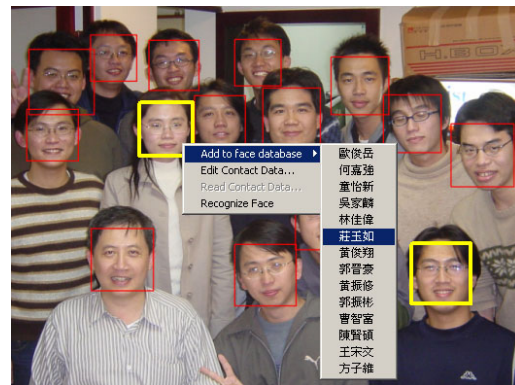 Add to face database
Edit Contact Data...
Read Contact Data...
Recognize Face
歐俊岳
何嘉強
童怡新
吳家麟
林佳偉
莊玉如
黃俊翔
郭晉豪
黃振修
郭振彬
曹智富
陳賢碩
王宋文
方子維